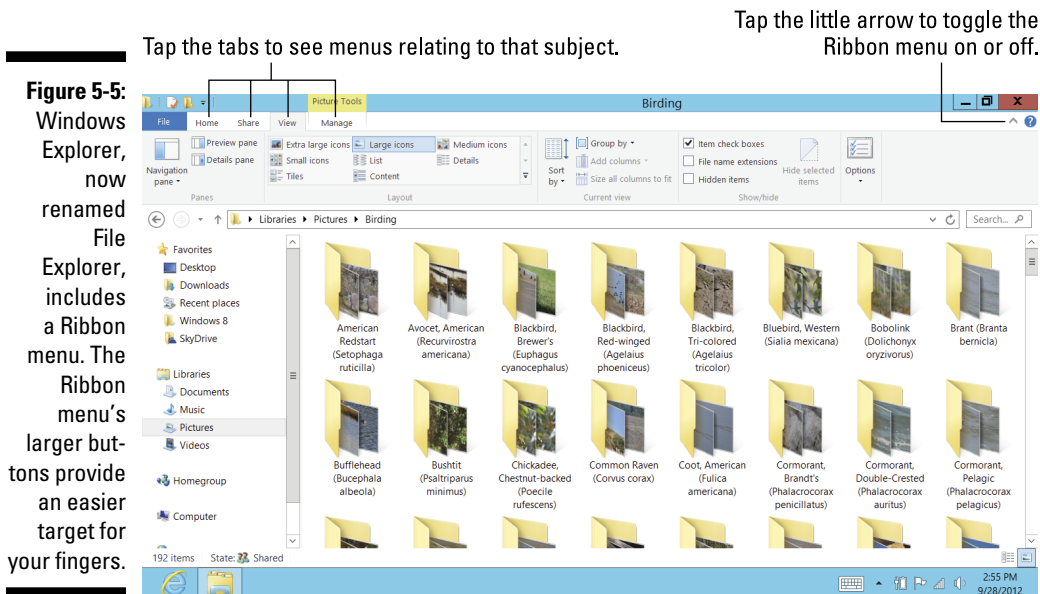 Tap the little arrow to toggle the
Ribbon menu on or off.
Tap the tabs to see menus relating to that subject.
Figure 5-5:
Windows
Explorer,
now
renamed
File
Explorer,
includes
a Ribbon
menu. The
Ribbon
menu's
larger but-
tons provide
an easier
target for
your fingers.
Picture Tools
Birding
File Home Share View Manage
Navigation
pane
Preview pane
Details pane
Panes
Extra large icons Large icons Medium icons
Small icons List Details
Tiles Content
Layout
Sort
by
Group by
Add columns
Size all columns to fit
Current view
Item check boxes
File name extensions
Hidden items
Hide selected
items
Show/hide
Options
Libraries Pictures Birding
Search...
Favorites
Desktop
Downloads
Recent places
Windows 8
SkyDrive
Libraries
Documents
Music
Pictures
Videos
Homegroup
Computer
American
Redstart
(Setophaga
ruticilla)
Avocet, American
(Recurvirostra
americana)
Blackbird,
Brewer's
(Euphagus
cyanocephalus)
Blackbird,
Red-winged
(Agelaius
phoeniceus)
Blackbird,
Tri-colored
(Agelaius
tricolor)
Bluebird, Western
(Sialia mexicana)
Bobolink
(Dolichonyx
oryzivorus)
Brant (Branta
bernicla)
Bufflehead
(Bucephala
albeola)
Bushtit
(Psaltriparus
minimus)
Chickadee,
Chestnut-backed
(Poecile
rufescens)
Common Raven
(Corvus corax)
Coot, American
(Fulica
americana)
Cormorant,
Brandt's
(Phalacrocorax
penicillatus)
Cormorant,
Double-Crested
(Phalacrocorax
auritus)
Cormorant,
Pelagic
(Phalacrocorax
pelagicus)
192 items State: Shared
2:55 PM
9/28/2012